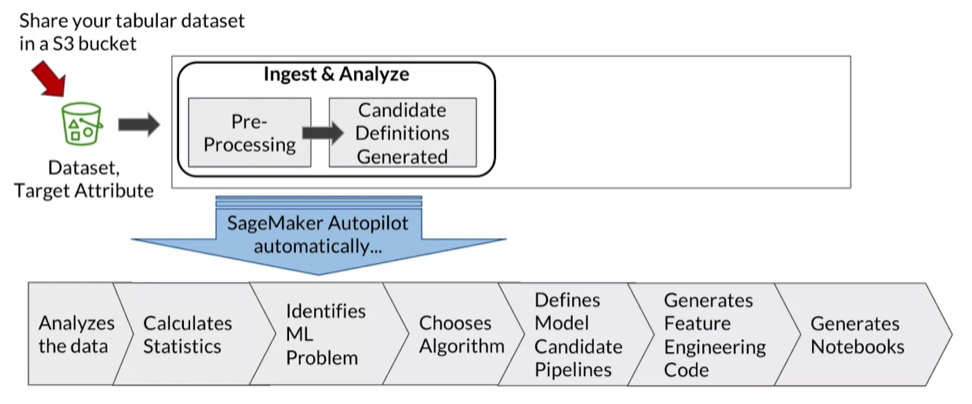 Share your tabular dataset
in a S3 bucket
Dataset,
Target Attribute
Ingest & Analyze
Pre-
Processing
Candidate
Definitions
Generated
SageMaker Autopilot
automatically...
Analyzes
the data
Calculates
Statistics
Identifies
ML
Problem
Chooses
Algorithm
Defines
Model
Candidate
Pipelines
Generates
Feature
Engineering
Code
Generates
Notebooks